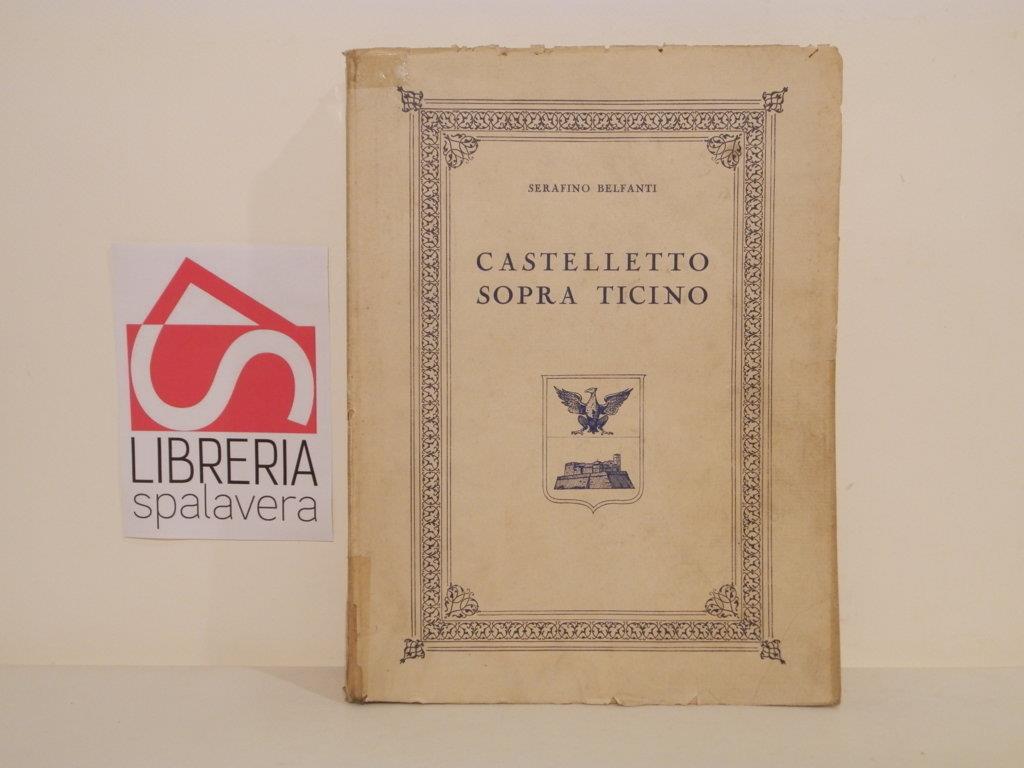 SERAFINO BELFANTI
CASTELLETTO
SOPRA TICINO
LIBRERIA
spalavera